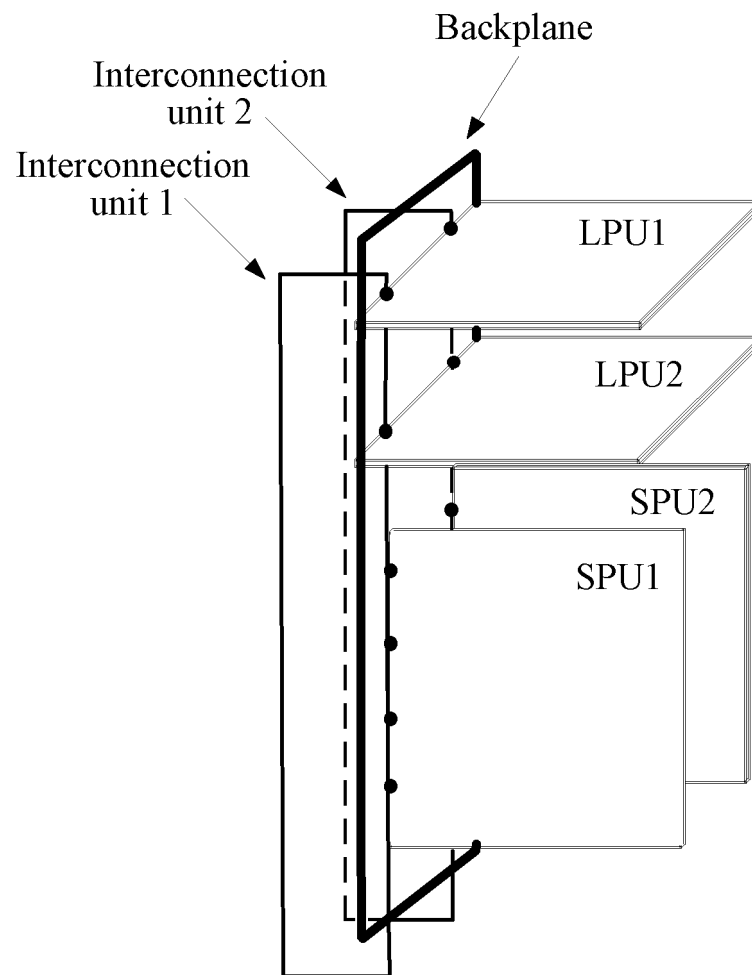 Backplane
Interconnection
unit 2
Interconnection
unit 1
LPU1
LPU2
SPU2
SPU1